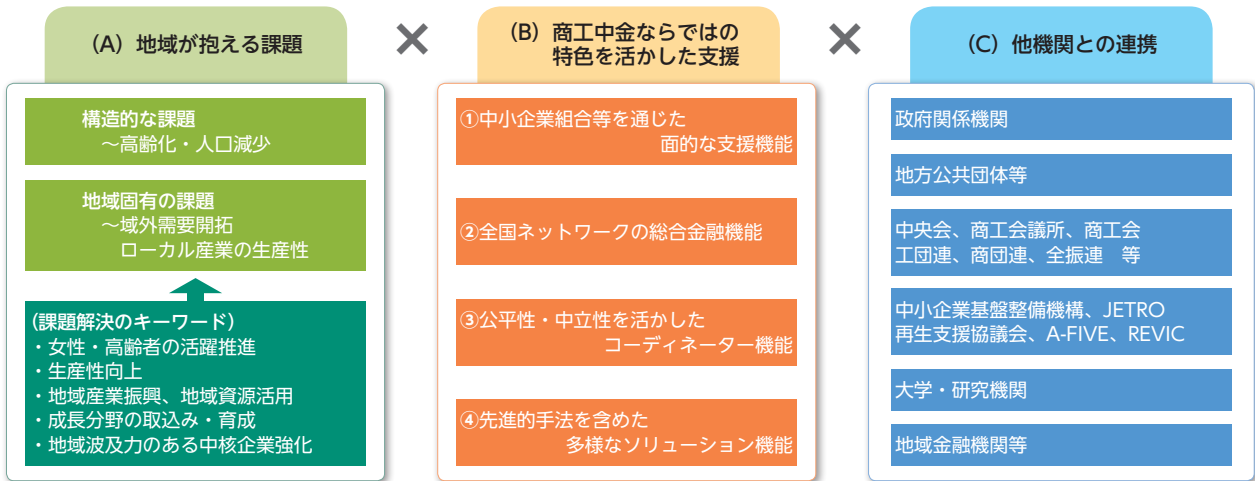 (A) 地域が抱える課題
構造的な課題
～高齢化・人口減少
地域固有の課題
～域外需要開拓
ローカル産業の生産性
(課題解決のキーワード)
・女性・高齢者の活躍推進
・生産性向上
・地域産業振興、地域資源活用
・成長分野の取込み・育成
・地域波及力のある中核企業強化
×
(B) 商工中金ならではの
特色を活かした支援
①中小企業組合等を通じた
面的な支援機能
②全国ネットワークの総合金融機能
③公平性・中立性を活かした
コーディネーター機能
④先進的手法を含めた
多様なソリューション機能
×
(C) 他機関との連携
政府関係機関
地方公共団体等
中央会、商工会議所、商工会
工団連、商団連、全振連　等
中小企業基盤整備機構、JETRO
再生支援協議会、A-FIVE、REVIC
大学・研究機関
地域金融機関等